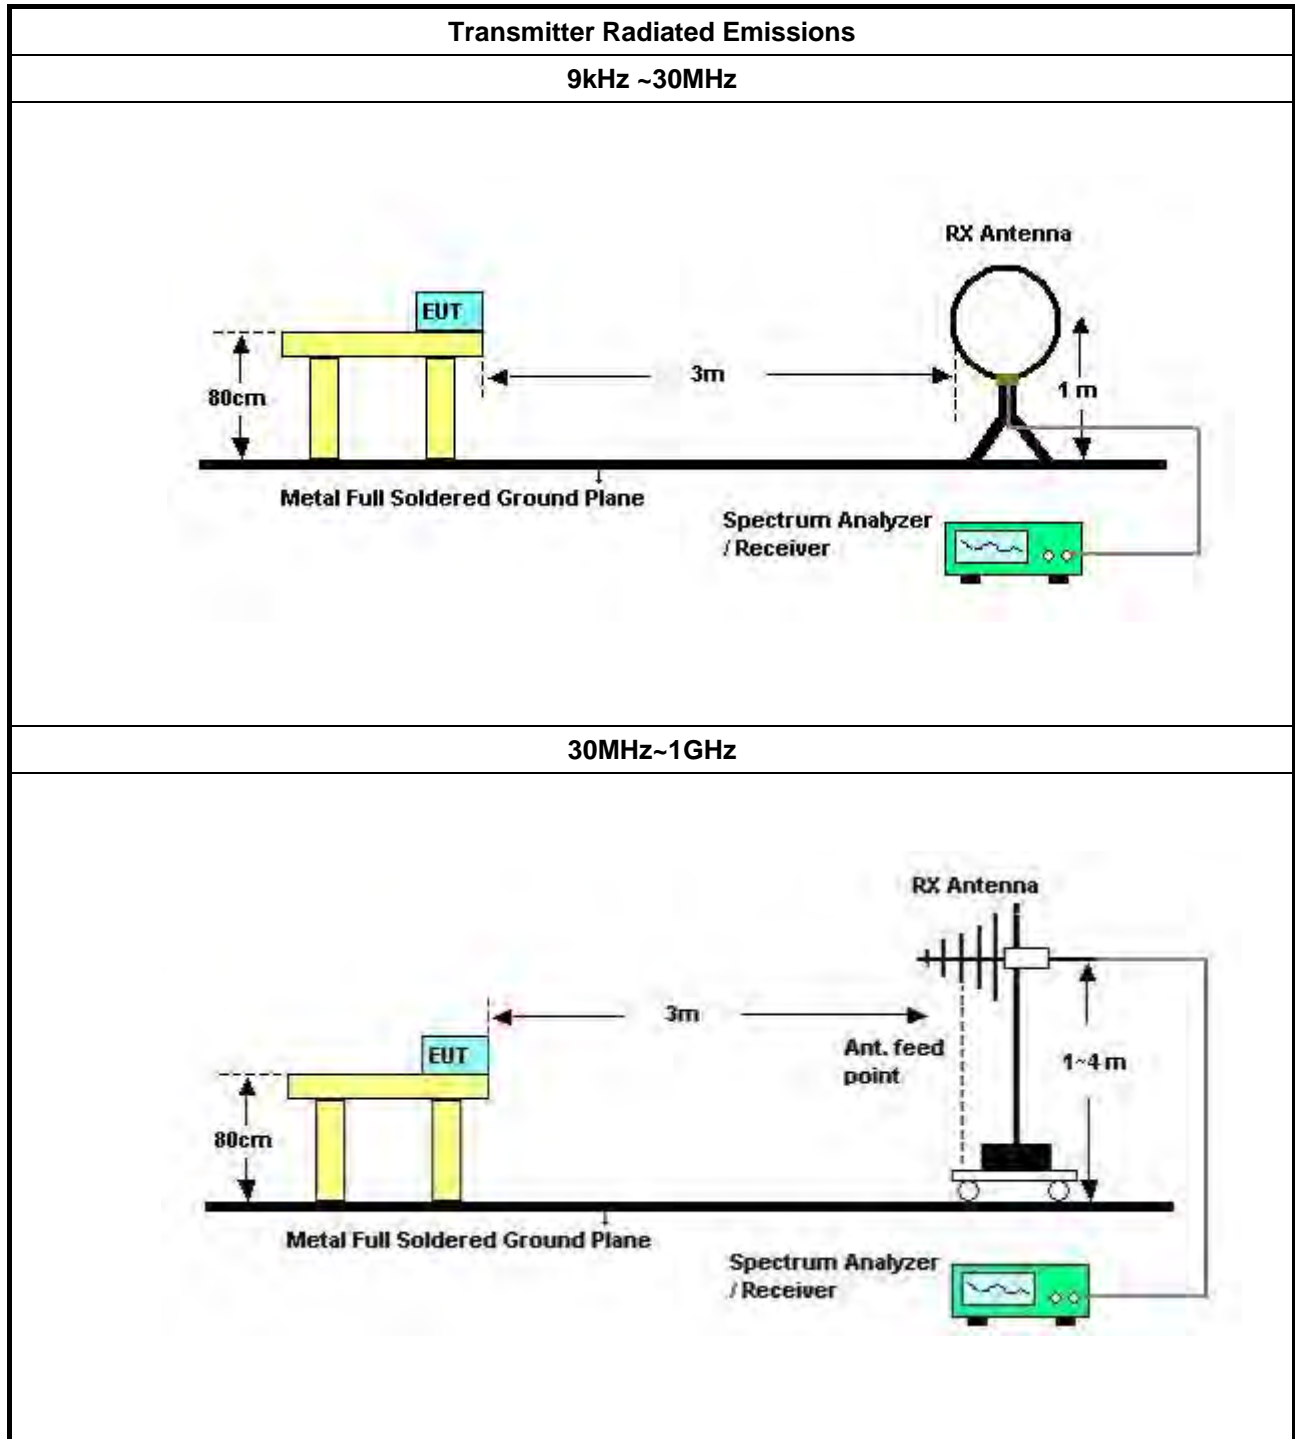 Transmitter Radiated Emissions
9kHz ~30MHz
RX Antenna
EUT
3m
80cm
1 m
Metal Full Soldered Ground Plane
Spectrum Analyzer
/ Receiver
30MHz~1GHz
RX Antenna
3m
EUT
Ant. feed
point
1~4 m
80cm
Metal Full Soldered Ground Plane
Spectrum Analyzer
/ Receiver